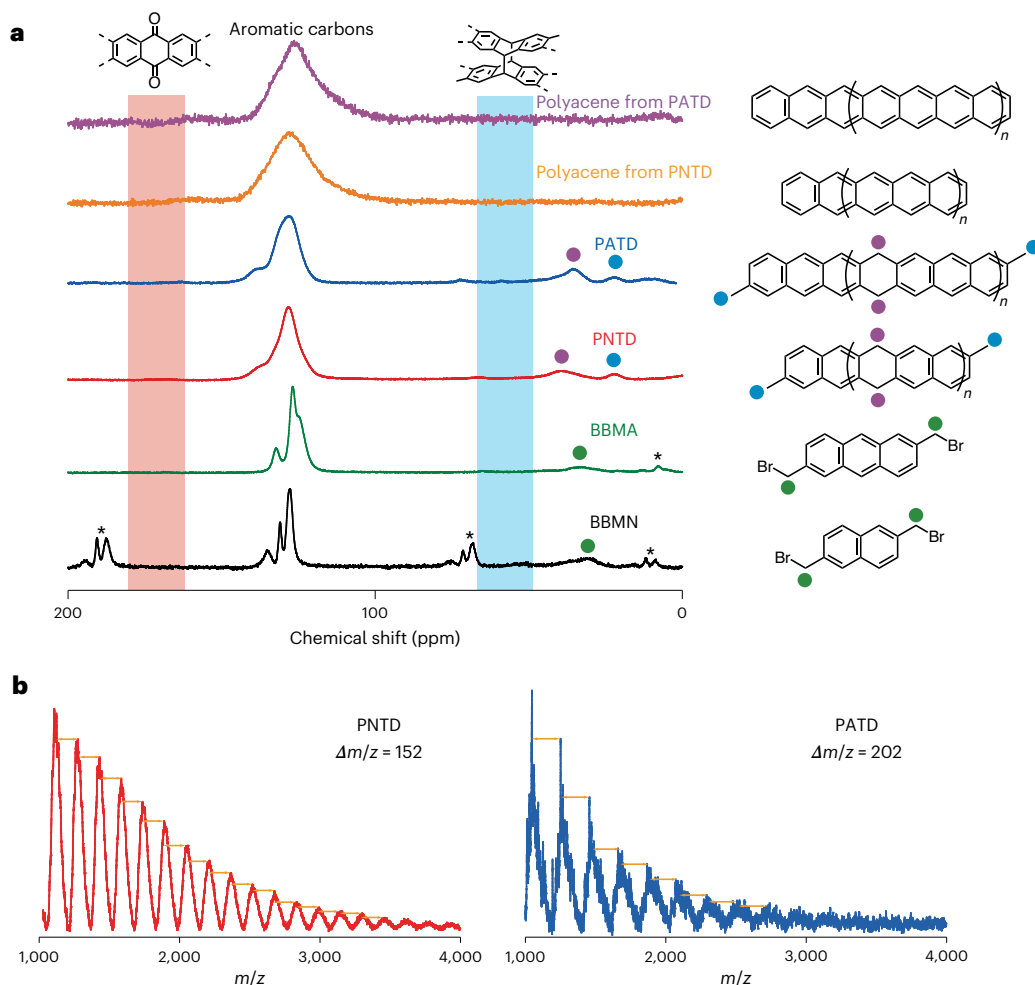 a
O
O
Aromatic carbons
Polyacene from PATD
n
Polyacene from PNTD
n
PATD
n
PNTD
n
BBMA
*
Br
Br
BBMN
*
*
*
Br
Br
200
100
0
Chemical shift (ppm)
b
PNTD
Δm/z = 152
PATD
Δm/z = 202
1,000
2,000
3,000
4,000
m/z
1,000
2,000
3,000
4,000
m/z